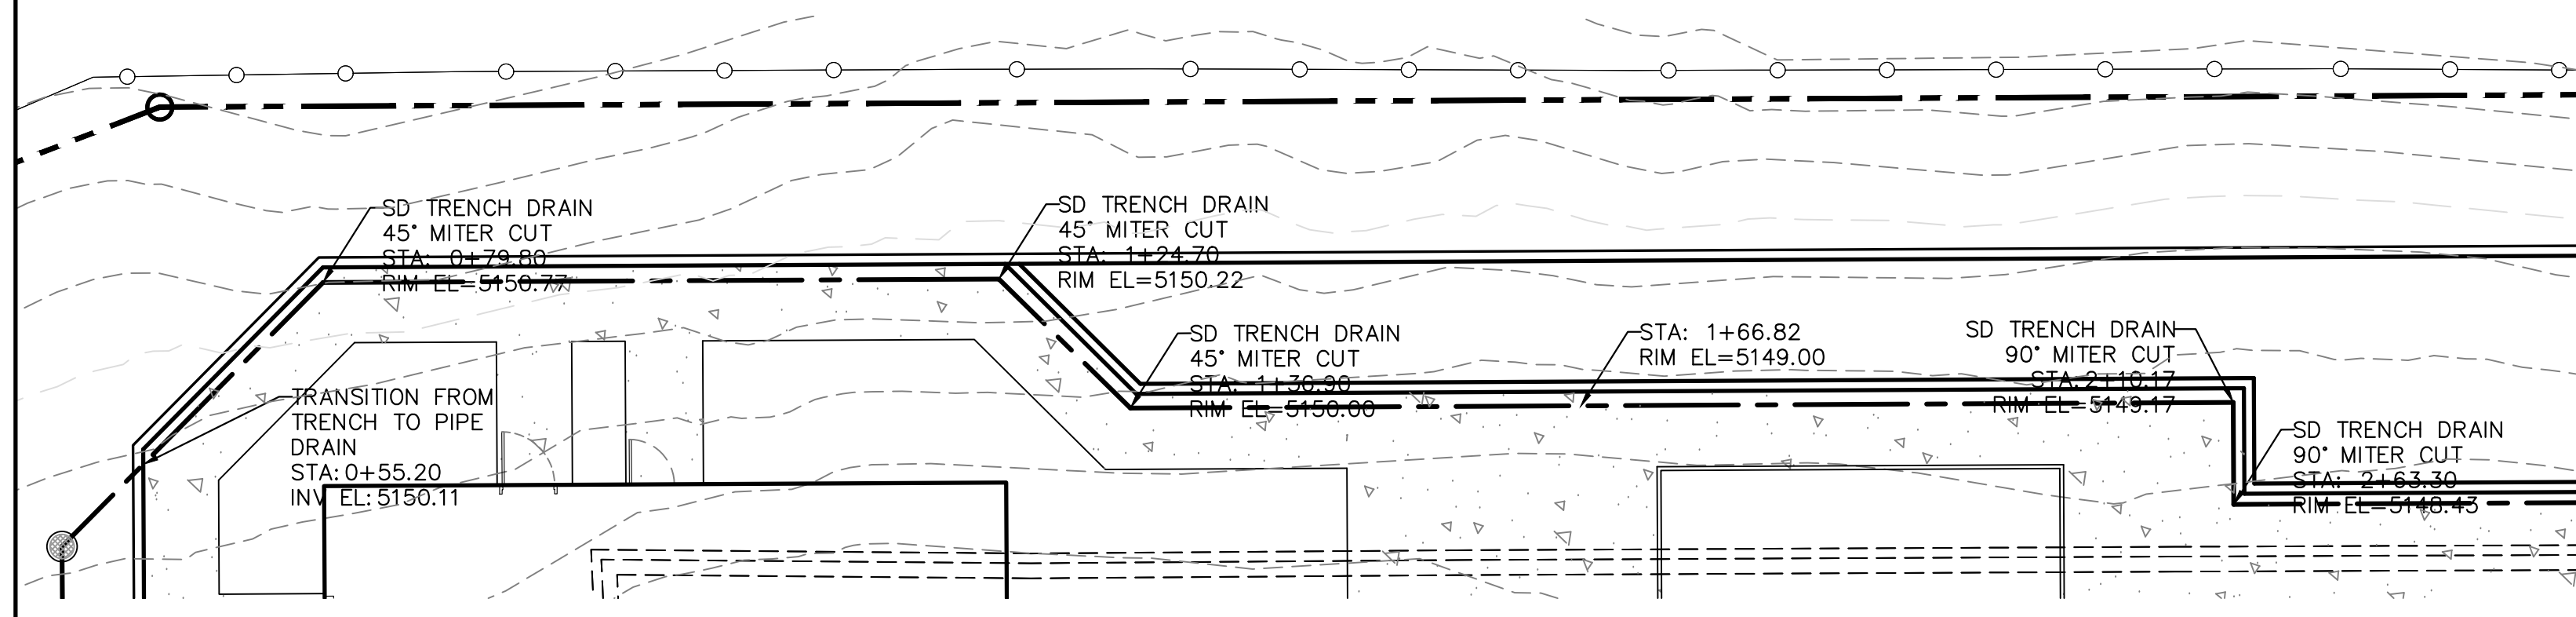 SD TRENCH DRAIN
45° MITER CUT
STA: 0+79.80
RIM EL=5150.77
SD TRENCH DRAIN
45° MITER CUT
STA: 1+24.70
RIM EL=5150.22
SD TRENCH DRAIN
45° MITER CUT
STA: 1+30.90
RIM EL=5150.00
STA: 1+66.82
RIM EL=5149.00
SD TRENCH DRAIN
90° MITER CUT
STA: 2+10.17
RIM EL=5149.17
TRANSITION FROM
TRENCH TO PIPE
DRAIN
STA: 0+55.20
INV EL: 5150.11
SD TRENCH DRAIN
90° MITER CUT
STA: 2+63.30
RIM EL=5148.43